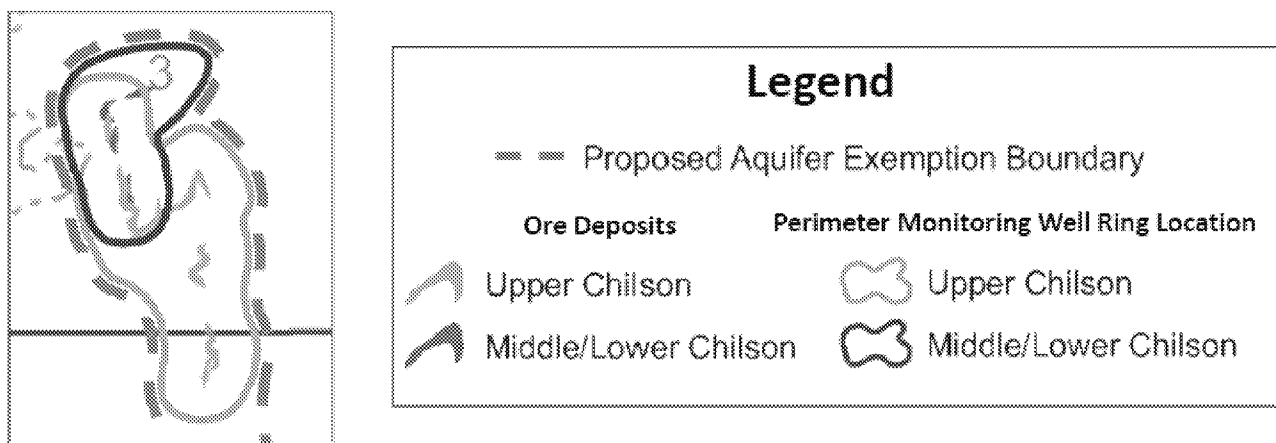 3
Legend
Proposed Aquifer Exemption Boundary
Ore Deposits
Perimeter Monitoring Well Ring Location
Upper Chilson
Upper Chilson
Middle/Lower Chilson
Middle/Lower Chilson